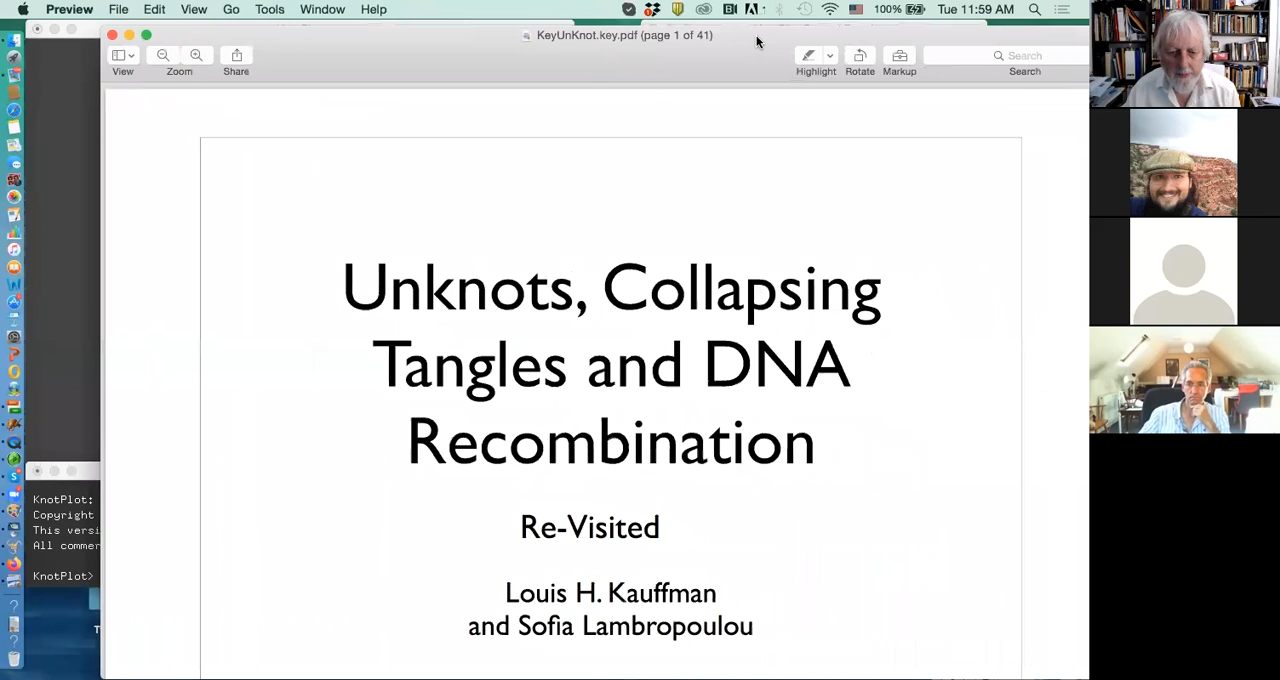 Preview File Edit View Go Tools Window Help 100% Tue 11:59 AM
KeyUnKnot.key.pdf (page 1 of 41)
View Zoom Share Highlight Rotate Markup Search
Search
Unknots, Collapsing
Tangles and DNA
Recombination
Re-Visited
Louis H. Kauffman
and Sofia Lambropoulou
KnotPlot:
Copyright
This versi
All comme
KnotPlot>
T